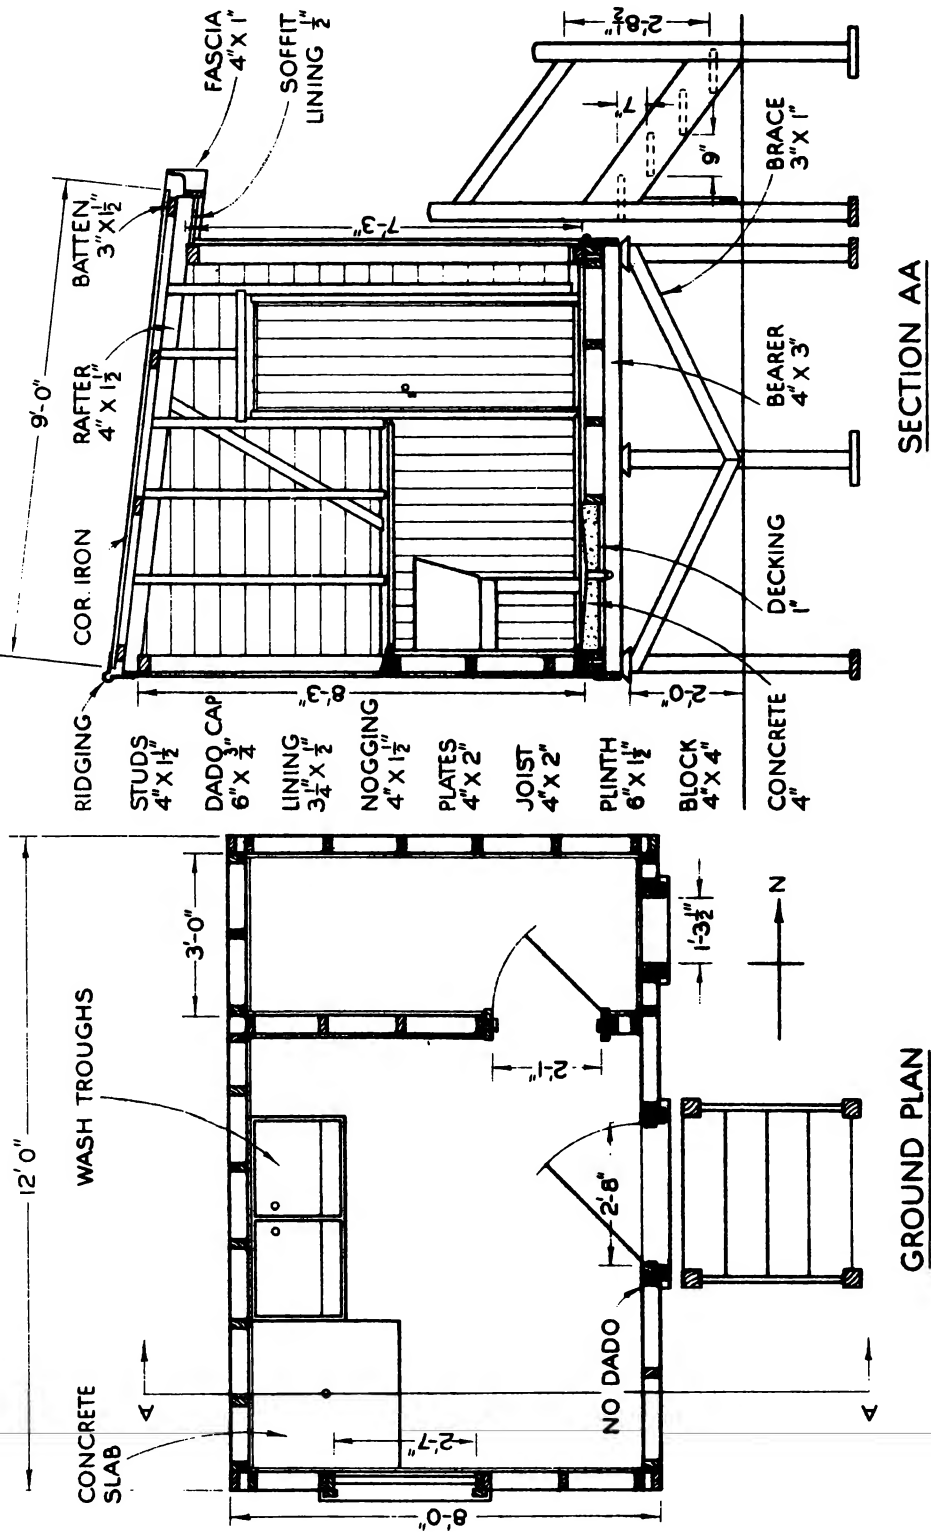 RIDGING
COR. IRON
9'-0"
RAFTER
4" X 1½"
BATTEN
3" X 1½"
FASCIA
4" X 1"
SOFFIT
LINING ½"
STUDS
4" X 1½"
DADO CAP
6" X ¾"
LINING
3¼" X ½"
NOGGING
4" X 1½"
PLATES
4" X 2"
JOIST
4" X 2"
PLINTH
6" X 1½"
BLOCK
4" X 4"
CONCRETE
4"
DECKING
1"
BEARER
4" X 3"
BRACE
3" X 1"
8'-3"
7'-3"
2'-0"
2'-8½"
7"
9"
SECTION AA
12' 0"
WASH TROUGHS
CONCRETE
SLAB
3'-0"
2'-1"
2'-8"
2'-7"
8'-0"
1'-3½"
NO DADO
A
A
N
GROUND PLAN